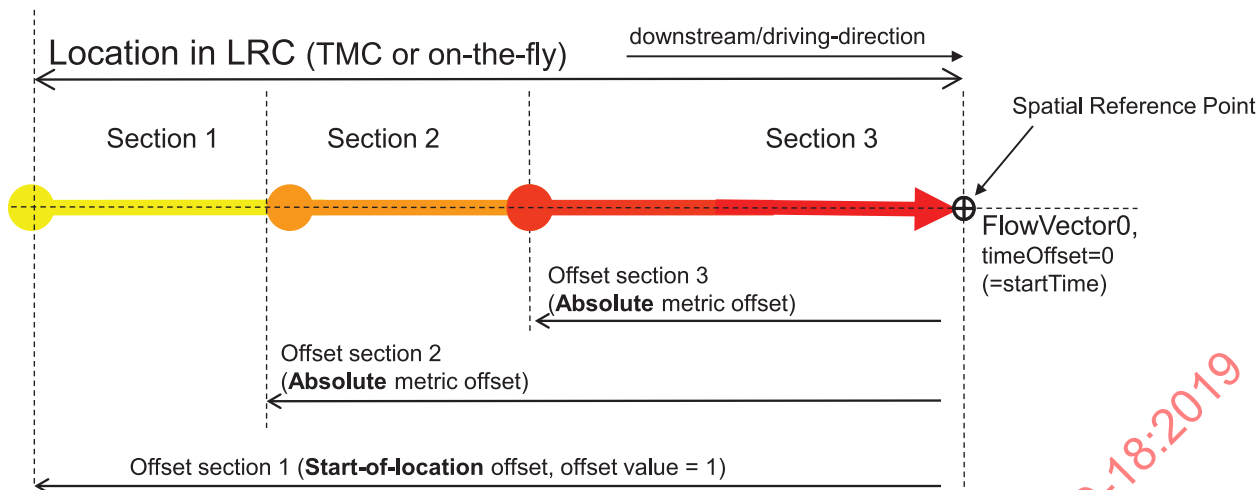 Location in LRC (TMC or on-the-fly)
downstream/driving-direction
Spatial Reference Point
Section 1
Section 2
Section 3
FlowVector0,
timeOffset=0
(=startTime)
Offset section 3
(Absolute metric offset)
Offset section 2
(Absolute metric offset)
Offset section 1 (Start-of-location offset, offset value = 1)
-18:2019